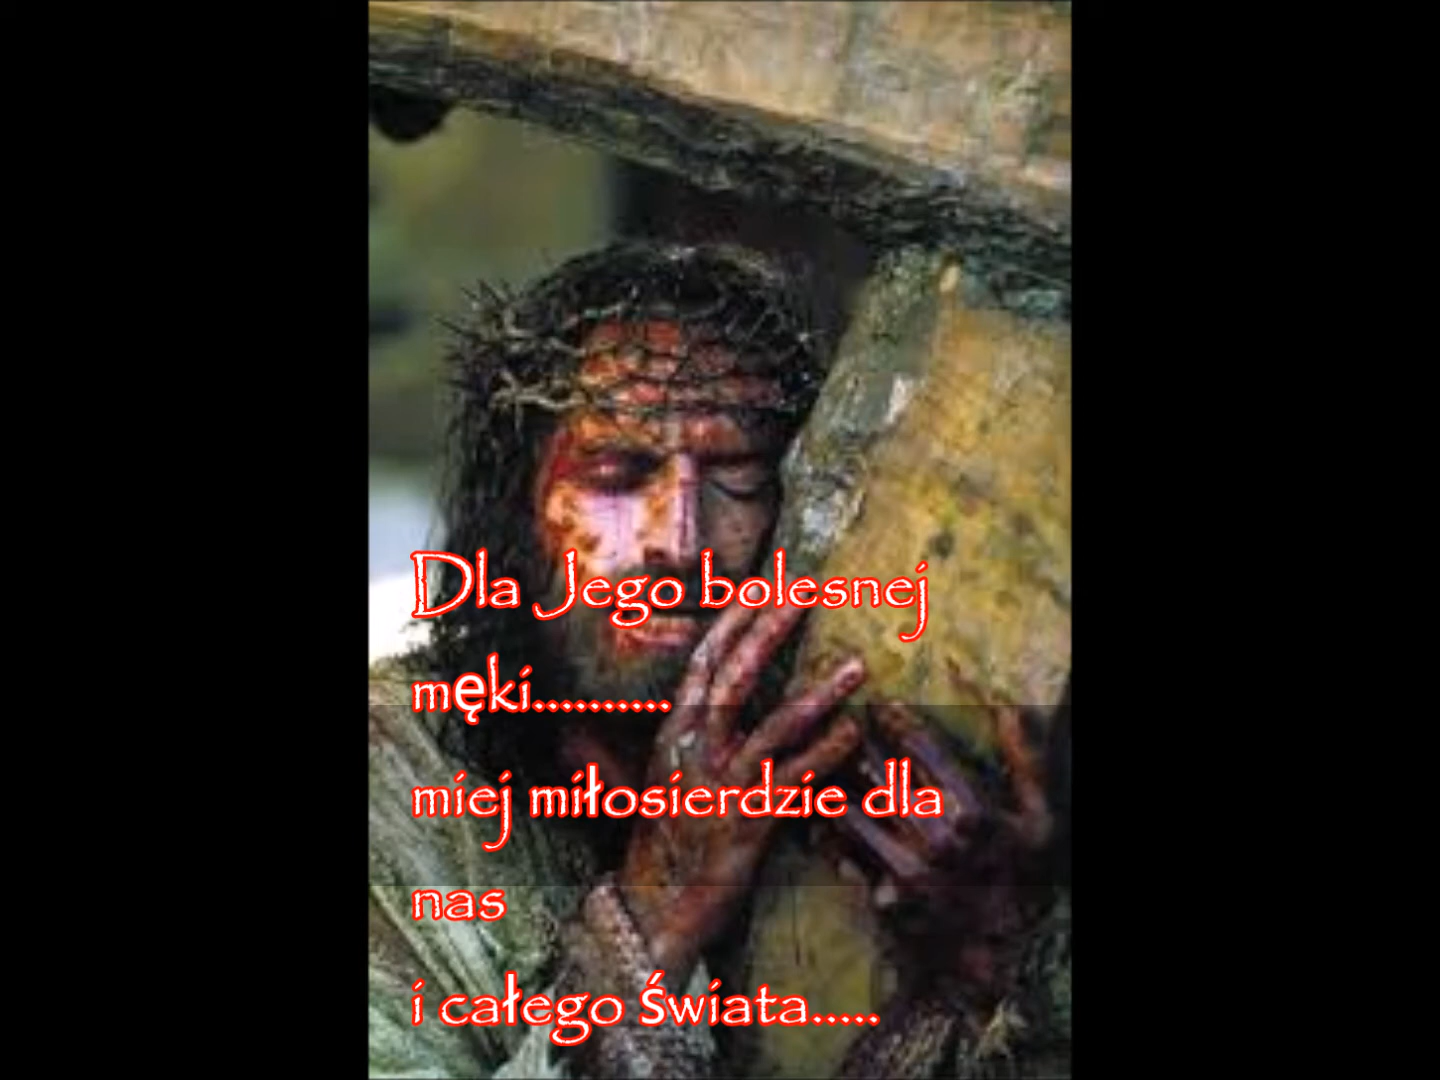 Dla Jego bolesnej
męki..........
miej miłosierdzie dla
nas
i całego świata.....